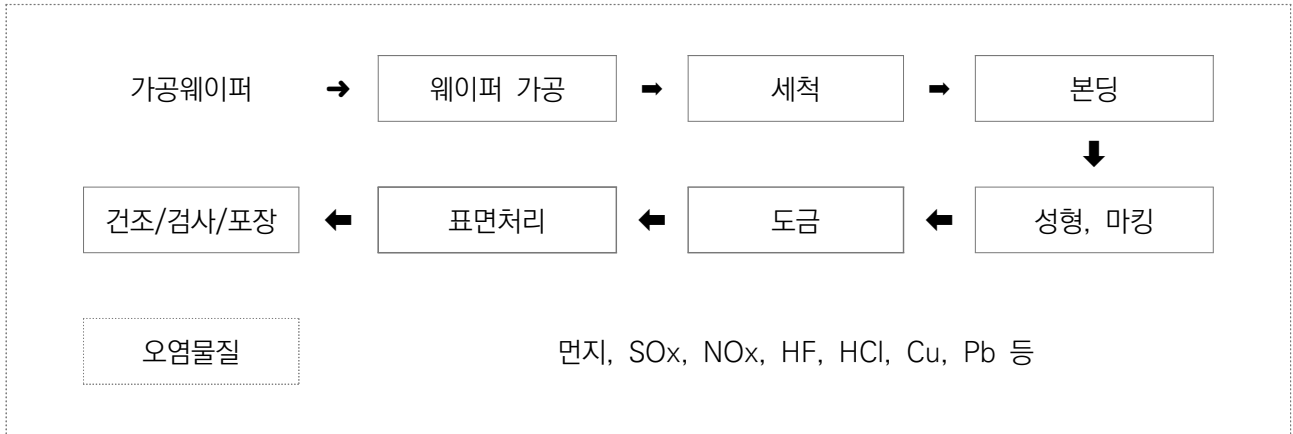 가공웨이퍼 ➜ 웨이퍼 가공 ➡ 세척 ➡ 본딩
⬇
건조/검사/포장 ⬅ 표면처리 ⬅ 도금 ⬅ 성형, 마킹
오염물질 먼지, SOx, NOx, HF, HCl, Cu, Pb 등